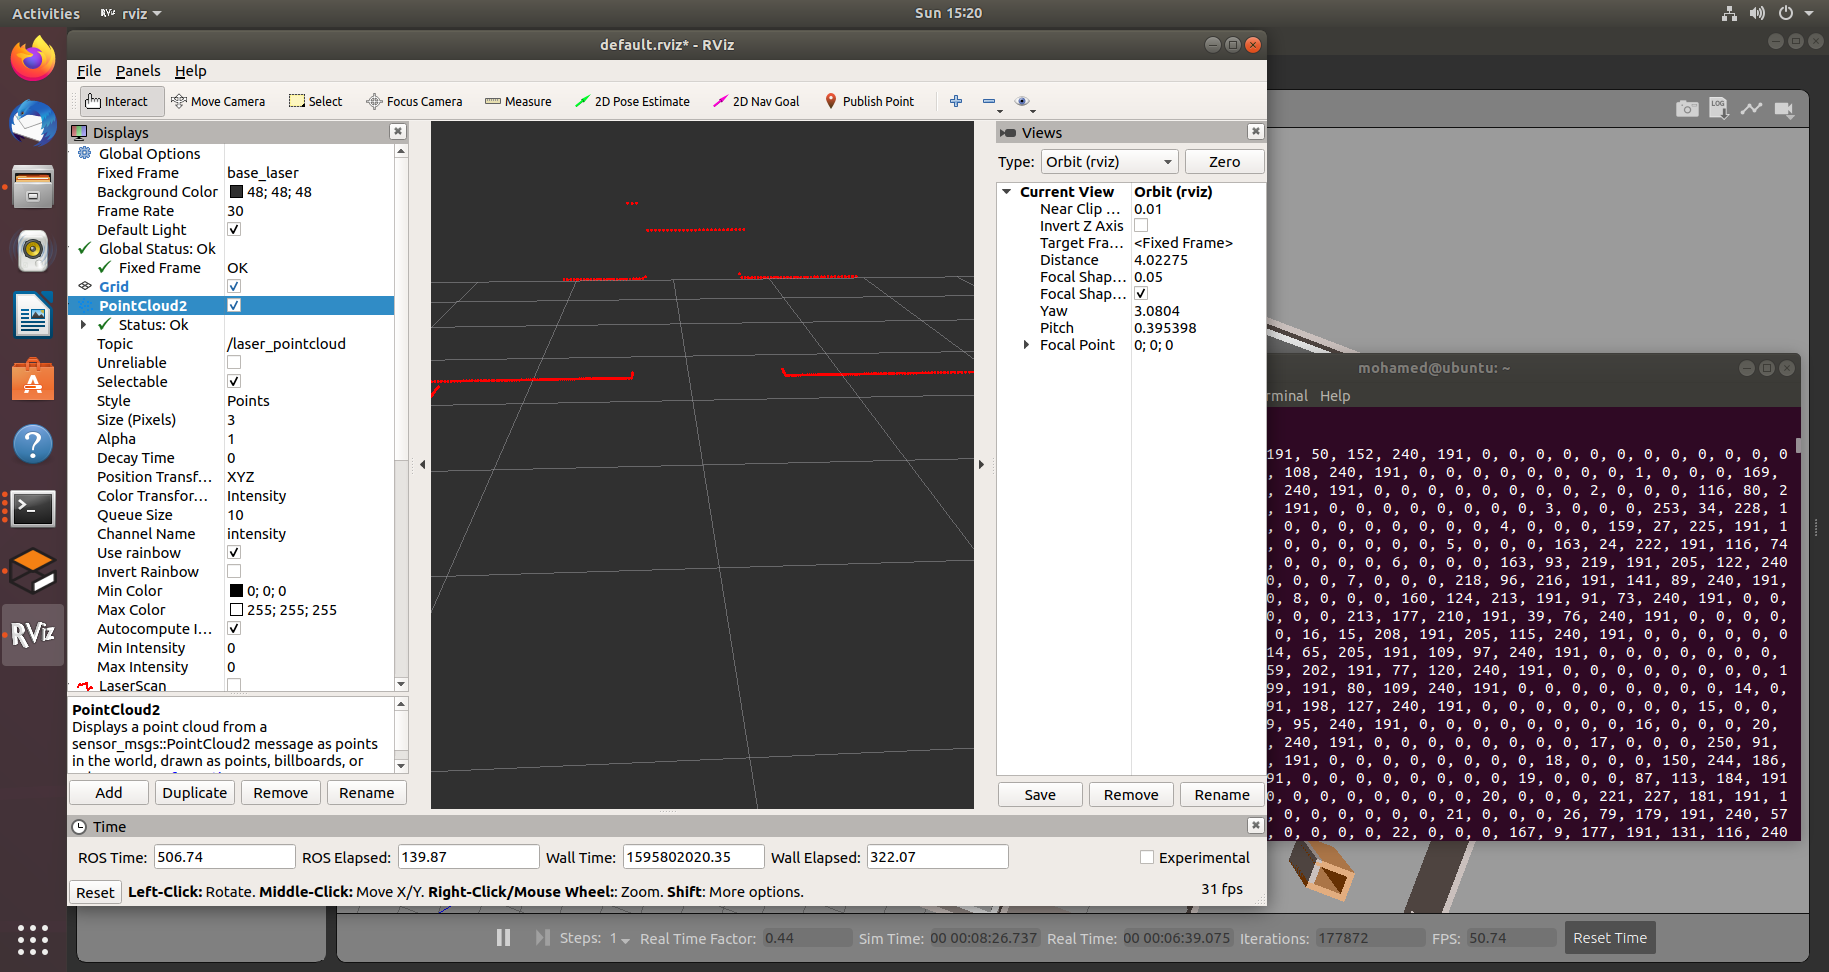 Activities
rviz
Sun 15:20
default.rviz* - RViz
File Panels Help
Interact
Move Camera
Select
Focus Camera
Measure
2D Pose Estimate
2D Nav Goal
Publish Point
Displays
Global Options
Fixed Frame base_laser
Background Color 48; 48; 48
Frame Rate 30
Default Light
Global Status: Ok
Fixed Frame OK
Grid
PointCloud2
Status: Ok
Topic /laser_pointcloud
Unreliable
Selectable
Style Points
Size (Pixels) 3
Alpha 1
Decay Time 0
Position Transf... XYZ
Color Transfor... Intensity
Queue Size 10
Channel Name intensity
Use rainbow
Invert Rainbow
Min Color 0; 0; 0
Max Color 255; 255; 255
Autocompute I...
Min Intensity 0
Max Intensity 0
LaserScan
PointCloud2
Displays a point cloud from a
sensor_msgs::PointCloud2 message as points
in the world, drawn as points, billboards, or
Add Duplicate Remove Rename
Views
Type: Orbit (rviz) Zero
Current View Orbit (rviz)
Near Clip ... 0.01
Invert Z Axis
Target Fra... <Fixed Frame>
Distance 4.02275
Focal Shap... 0.05
Focal Shap...
Yaw 3.0804
Pitch 0.395398
Focal Point 0; 0; 0
Save Remove Rename
Time
ROS Time: 506.74 ROS Elapsed: 139.87 Wall Time: 1595802020.35 Wall Elapsed: 322.07 Experimental
Reset Left-Click: Rotate. Middle-Click: Move X/Y. Right-Click/Mouse Wheel:: Zoom. Shift: More options. 31 fps
RViz
LOG
mohamed@ubuntu: ~
rminal Help
191, 50, 152, 240, 191, 0, 0, 0, 0, 0, 0, 0, 0, 0, 0, 0
, 108, 240, 191, 0, 0, 0, 0, 0, 0, 0, 0, 1, 0, 0, 0, 169,
, 240, 191, 0, 0, 0, 0, 0, 0, 0, 0, 2, 0, 0, 0, 116, 80, 2
, 191, 0, 0, 0, 0, 0, 0, 0, 0, 3, 0, 0, 0, 253, 34, 228, 1
, 0, 0, 0, 0, 0, 0, 0, 0, 4, 0, 0, 0, 159, 27, 225, 191, 1
, 0, 0, 0, 0, 0, 0, 5, 0, 0, 0, 163, 24, 222, 191, 116, 74
, 0, 0, 0, 0, 6, 0, 0, 0, 163, 93, 219, 191, 205, 122, 240
0, 0, 0, 7, 0, 0, 0, 218, 96, 216, 191, 141, 89, 240, 191,
0, 8, 0, 0, 0, 160, 124, 213, 191, 91, 73, 240, 191, 0, 0,
0, 0, 0, 213, 177, 210, 191, 39, 76, 240, 191, 0, 0, 0, 0,
0, 16, 15, 208, 191, 205, 115, 240, 191, 0, 0, 0, 0, 0, 0
14, 65, 205, 191, 109, 97, 240, 191, 0, 0, 0, 0, 0, 0, 0,
59, 202, 191, 77, 120, 240, 191, 0, 0, 0, 0, 0, 0, 0, 0, 1
99, 191, 80, 109, 240, 191, 0, 0, 0, 0, 0, 0, 0, 0, 14, 0,
91, 198, 127, 240, 191, 0, 0, 0, 0, 0, 0, 0, 0, 15, 0, 0,
9, 95, 240, 191, 0, 0, 0, 0, 0, 0, 0, 0, 16, 0, 0, 0, 20,
, 240, 191, 0, 0, 0, 0, 0, 0, 0, 0, 17, 0, 0, 0, 250, 91,
, 191, 0, 0, 0, 0, 0, 0, 0, 0, 18, 0, 0, 0, 150, 244, 186,
91, 0, 0, 0, 0, 0, 0, 0, 0, 19, 0, 0, 0, 87, 113, 184, 191
0, 0, 0, 0, 0, 0, 0, 0, 20, 0, 0, 0, 221, 227, 181, 191, 1
, 0, 0, 0, 0, 0, 0, 21, 0, 0, 0, 26, 79, 179, 191, 240, 57
, 0, 0, 0, 0, 22, 0, 0, 0, 167, 9, 177, 191, 131, 116, 240
Steps: 1 Real Time Factor: 0.44 Sim Time: 00 00:08:26.737 Real Time: 00 00:06:39.075 Iterations: 177872 FPS: 50.74 Reset Time